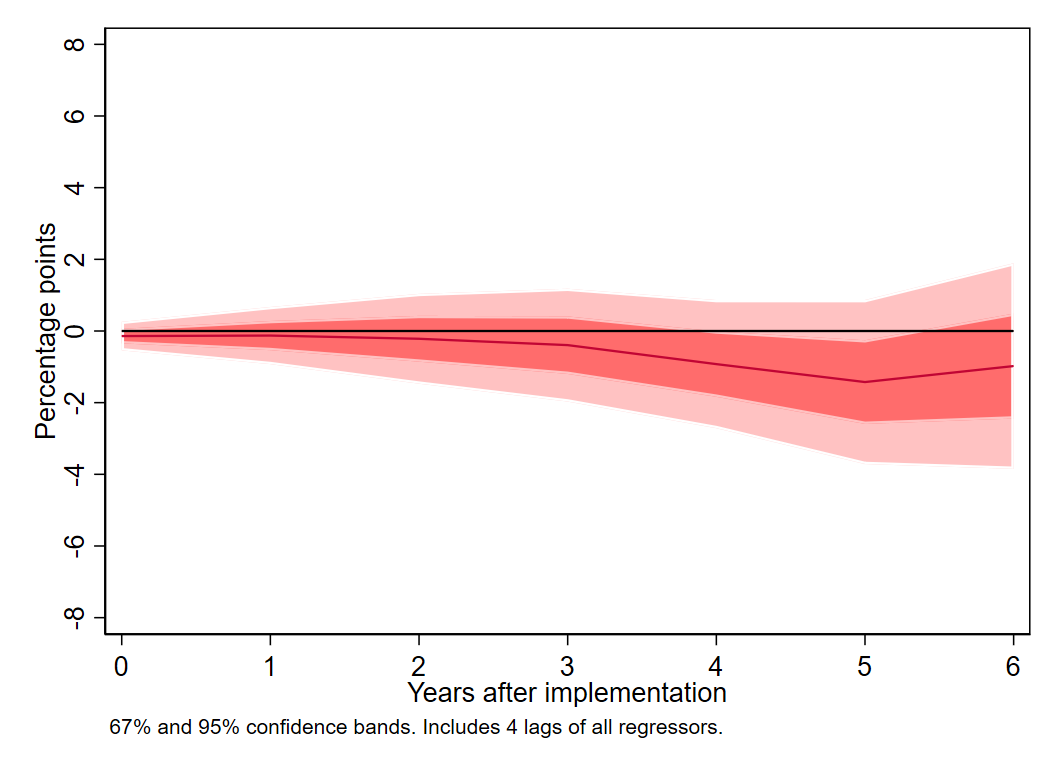 8
6
4
2
0
-2
-4
-6
-8
Percentage points
0 1 2 3 4 5 6
Years after implementation
67% and 95% confidence bands. Includes 4 lags of all regressors.